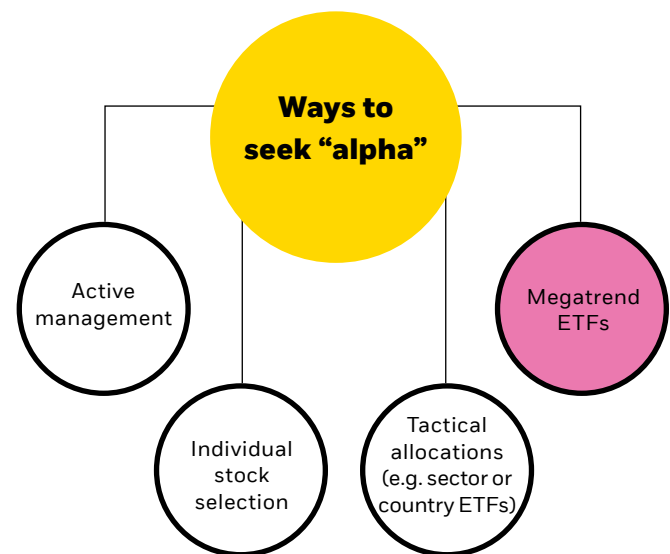 Ways to
seek “alpha”
Active
management
Individual
stock
selection
Tactical
allocations
(e.g. sector or
country ETFs)
Megatrend
ETFs